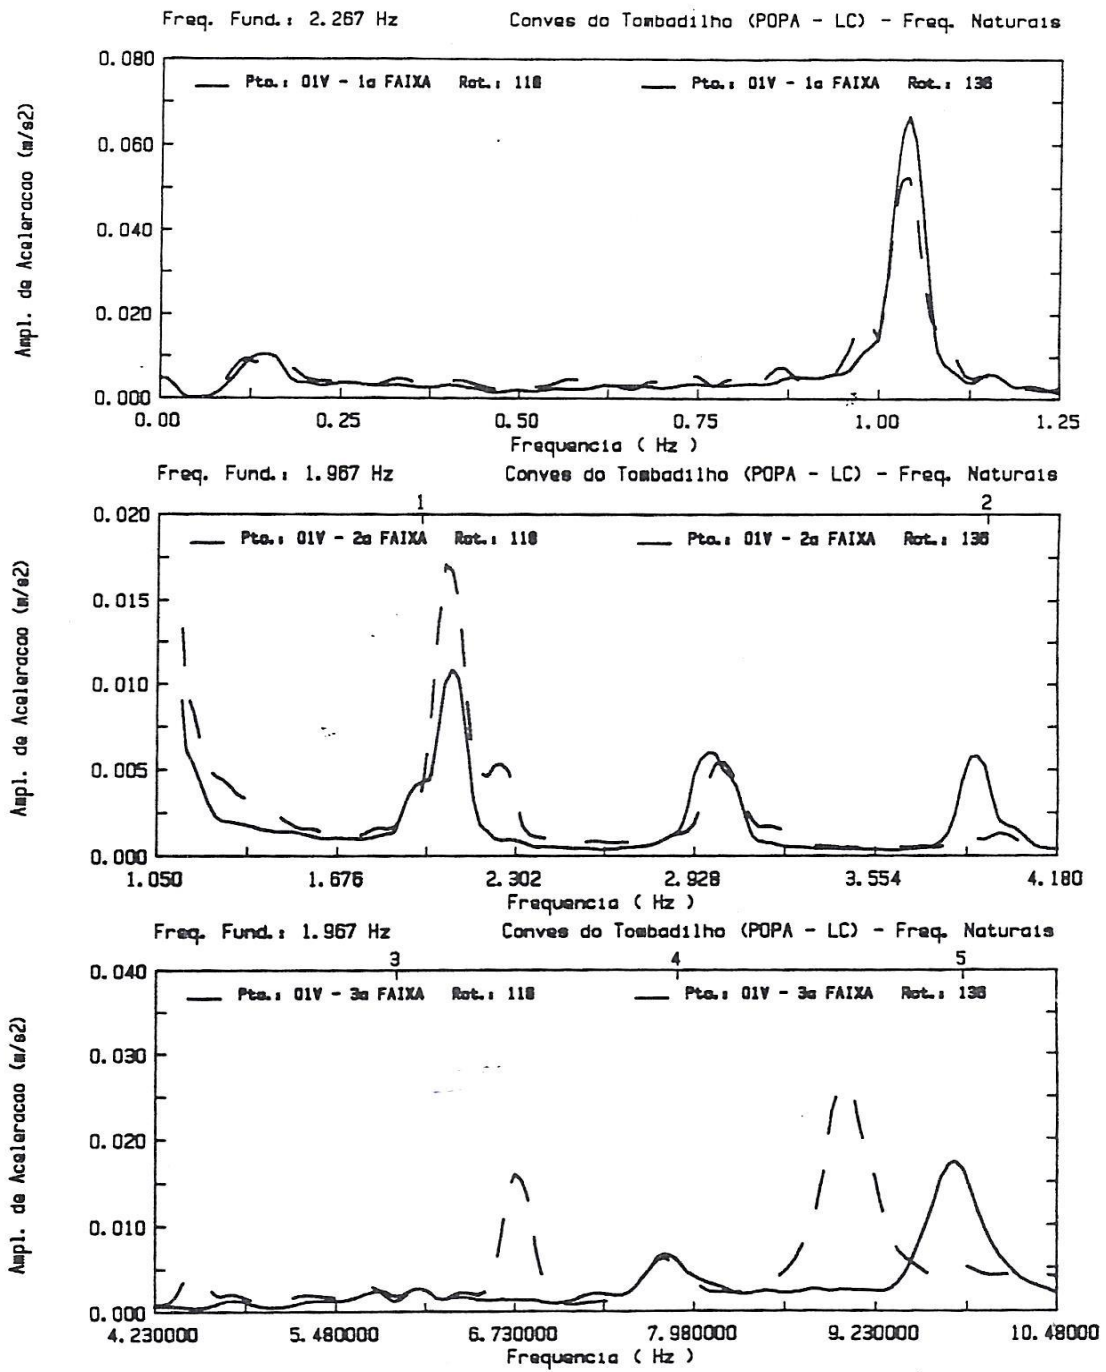 Freq. Fund.: 2.267 Hz Conves do Tombadilho (POPA - LC) - Freq. Naturais
Ampl. de Aceleracao (m/s2)
0.080
Pto.: 01V - 1a FAIXA Rot.: 118 Pto.: 01V - 1a FAIXA Rot.: 136
0.060
0.040
0.020
0.000
0.00 0.25 0.50 0.75 1.00 1.25
Frequencia ( Hz )
Freq. Fund.: 1.967 Hz Conves do Tombadilho (POPA - LC) - Freq. Naturais
1 2
Ampl. de Aceleracao (m/s2)
0.020
Pto.: 01V - 2a FAIXA Rot.: 118 Pto.: 01V - 2a FAIXA Rot.: 136
0.015
0.010
0.005
0.000
1.050 1.676 2.302 2.928 3.554 4.180
Frequencia ( Hz )
Freq. Fund.: 1.967 Hz Conves do Tombadilho (POPA - LC) - Freq. Naturais
3 4 5
Ampl. de Aceleracao (m/s2)
0.040
Pto.: 01V - 3a FAIXA Rot.: 118 Pto.: 01V - 3a FAIXA Rot.: 136
0.030
0.020
0.010
0.000
4.230000 5.480000 6.730000 7.980000 9.230000 10.48000
Frequencia ( Hz )